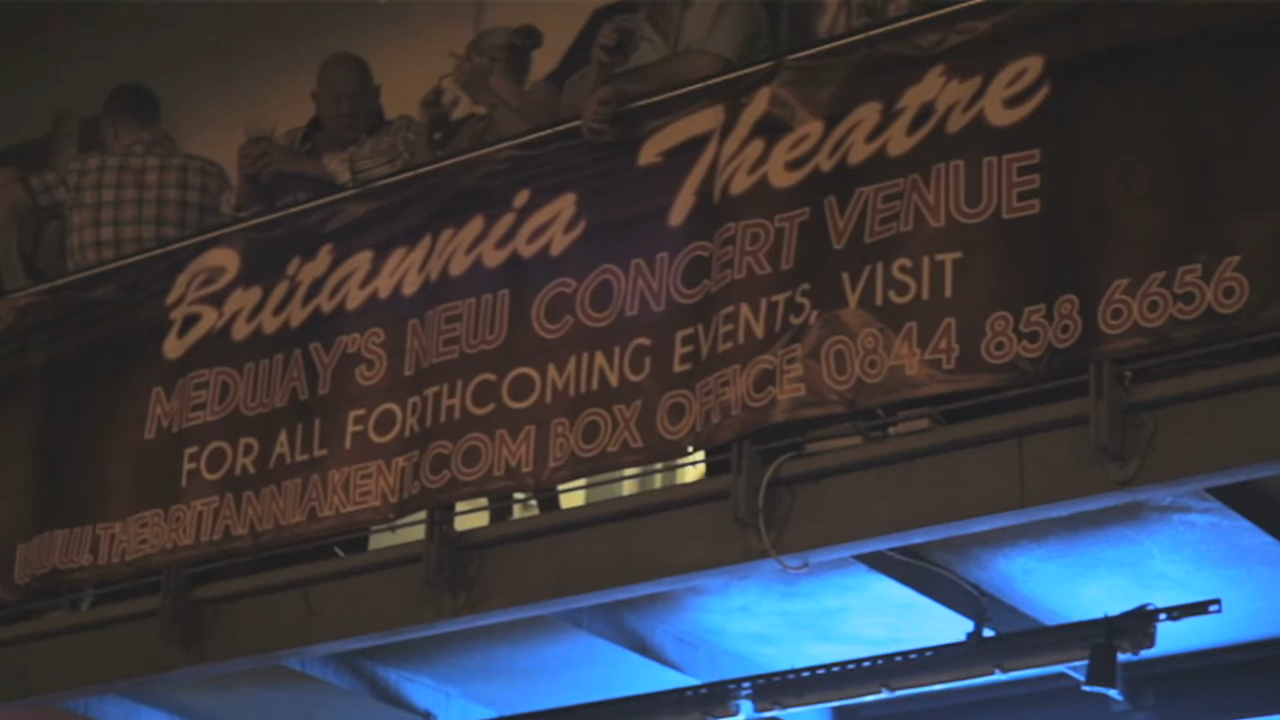 Britannia Theatre
MEDWAY'S NEW CONCERT VENUE
FOR ALL FORTHCOMING EVENTS, VISIT
WWW.THEBRITANNIAKENT.COM BOX OFFICE 0844 858 6656